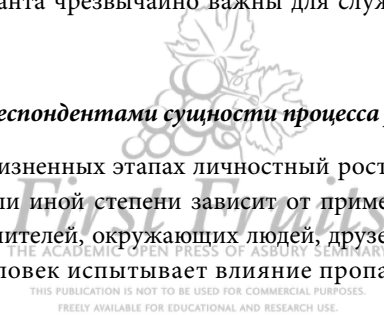 анта чрезвычайно важны для служ
еспондентами сущности процесса
изненных этапах личностный рост
ли иной степени зависит от приме
First Fruits
ителей, окружающих людей, друзе
THE ACADEMIC OPEN PRESS OF ASBURY SEMINARY
ловек испытывает влияние пропа
THIS PUBLICATION IS NOT TO BE USED FOR COMMERCIAL PURPOSES.
FREELY AVAILABLE FOR EDUCATIONAL AND RESEARCH USE.